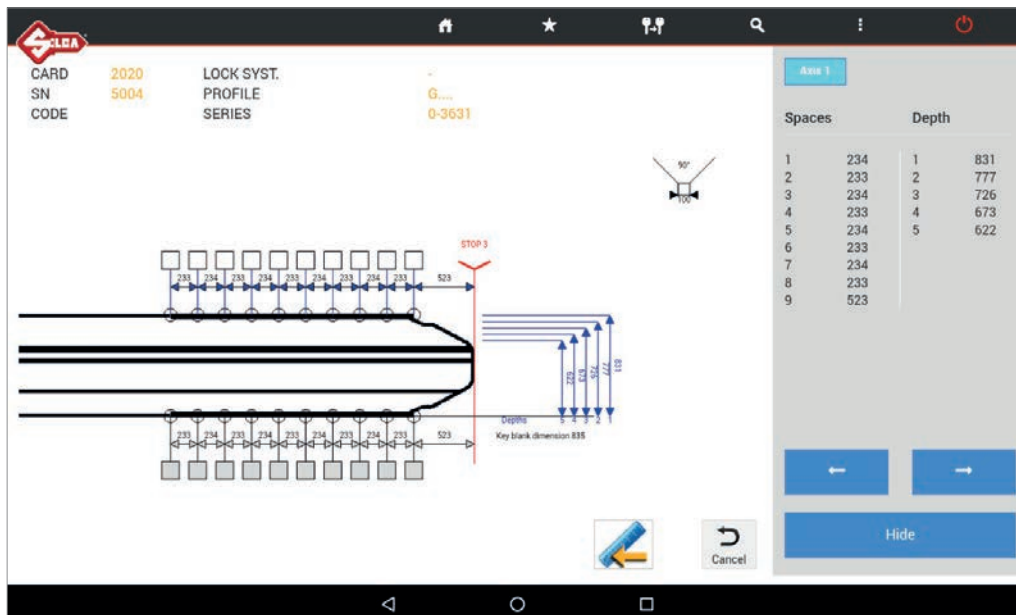 SILCA
CARD 2020 LOCK SYST. -
SN 5004 PROFILE G....
CODE SERIES 0-3631
Axis 1
Spaces Depth
1 234 1 831
2 233 2 777
3 234 3 726
4 233 4 673
5 234 5 622
6 233
7 234
8 233
9 523
90°
100
STOP 3
233 234 233 234 233 234 233 234 233 523
622 673 726 777 831
Depths 5 4 3 2 1
233 234 233 234 233 234 233 234 233 523
Key blank dimension 835
Cancel
Hide